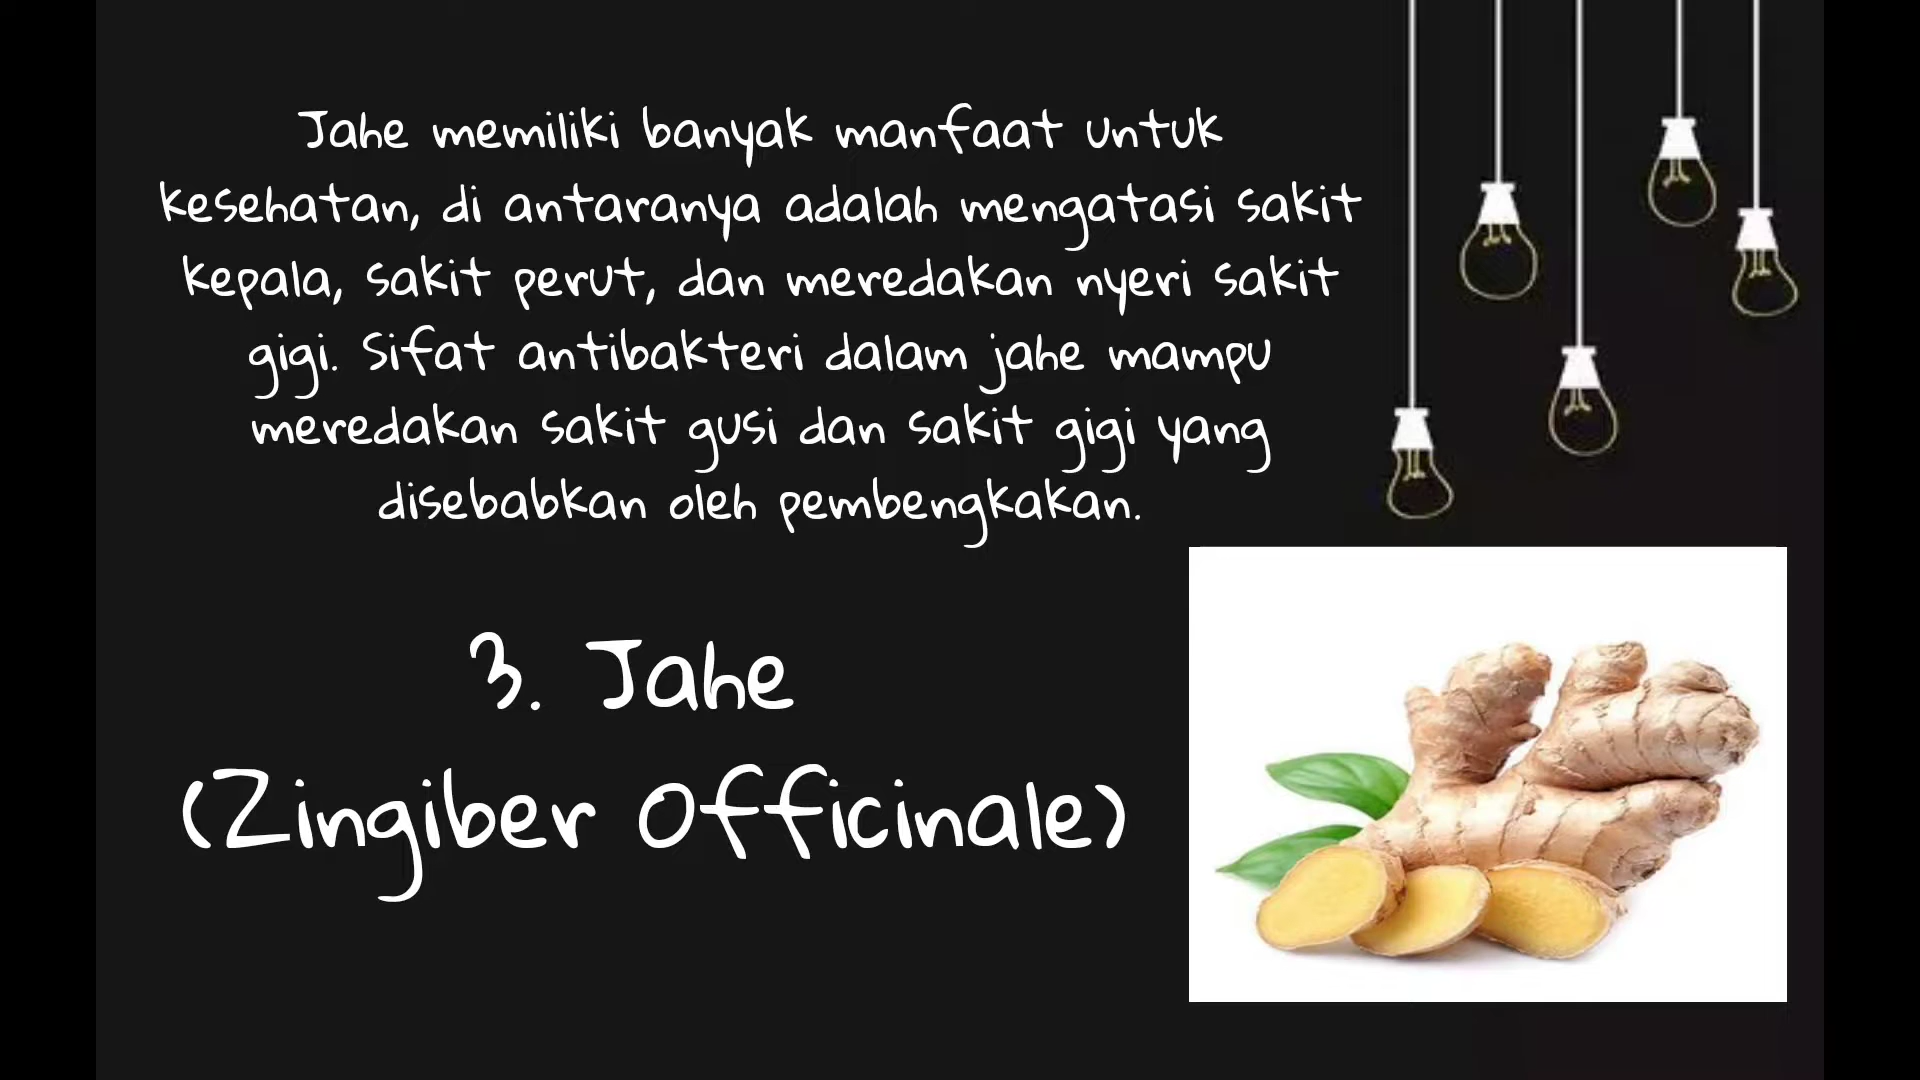 Jahe memiliki banyak manfaat untuk
kesehatan, di antaranya adalah mengatasi sakit
kepala, sakit perut, dan meredakan nyeri sakit
gigi. Sifat antibakteri dalam jahe mampu
meredakan sakit gusi dan sakit gigi yang
disebabkan oleh pembengkakan.
3. Jahe
(Zingiber Officinale)